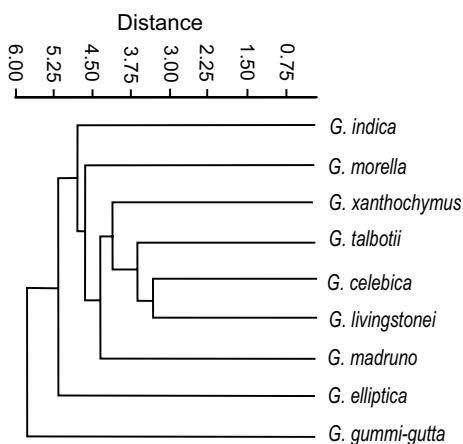 Distance
6.00 5.25 4.50 3.75 3.00 2.25 1.50 0.75
G. indica
G. morella
G. xanthochymus
G. talbotii
G. celebica
G. livingstonei
G. madruno
G. elliptica
G. gummi-gutta